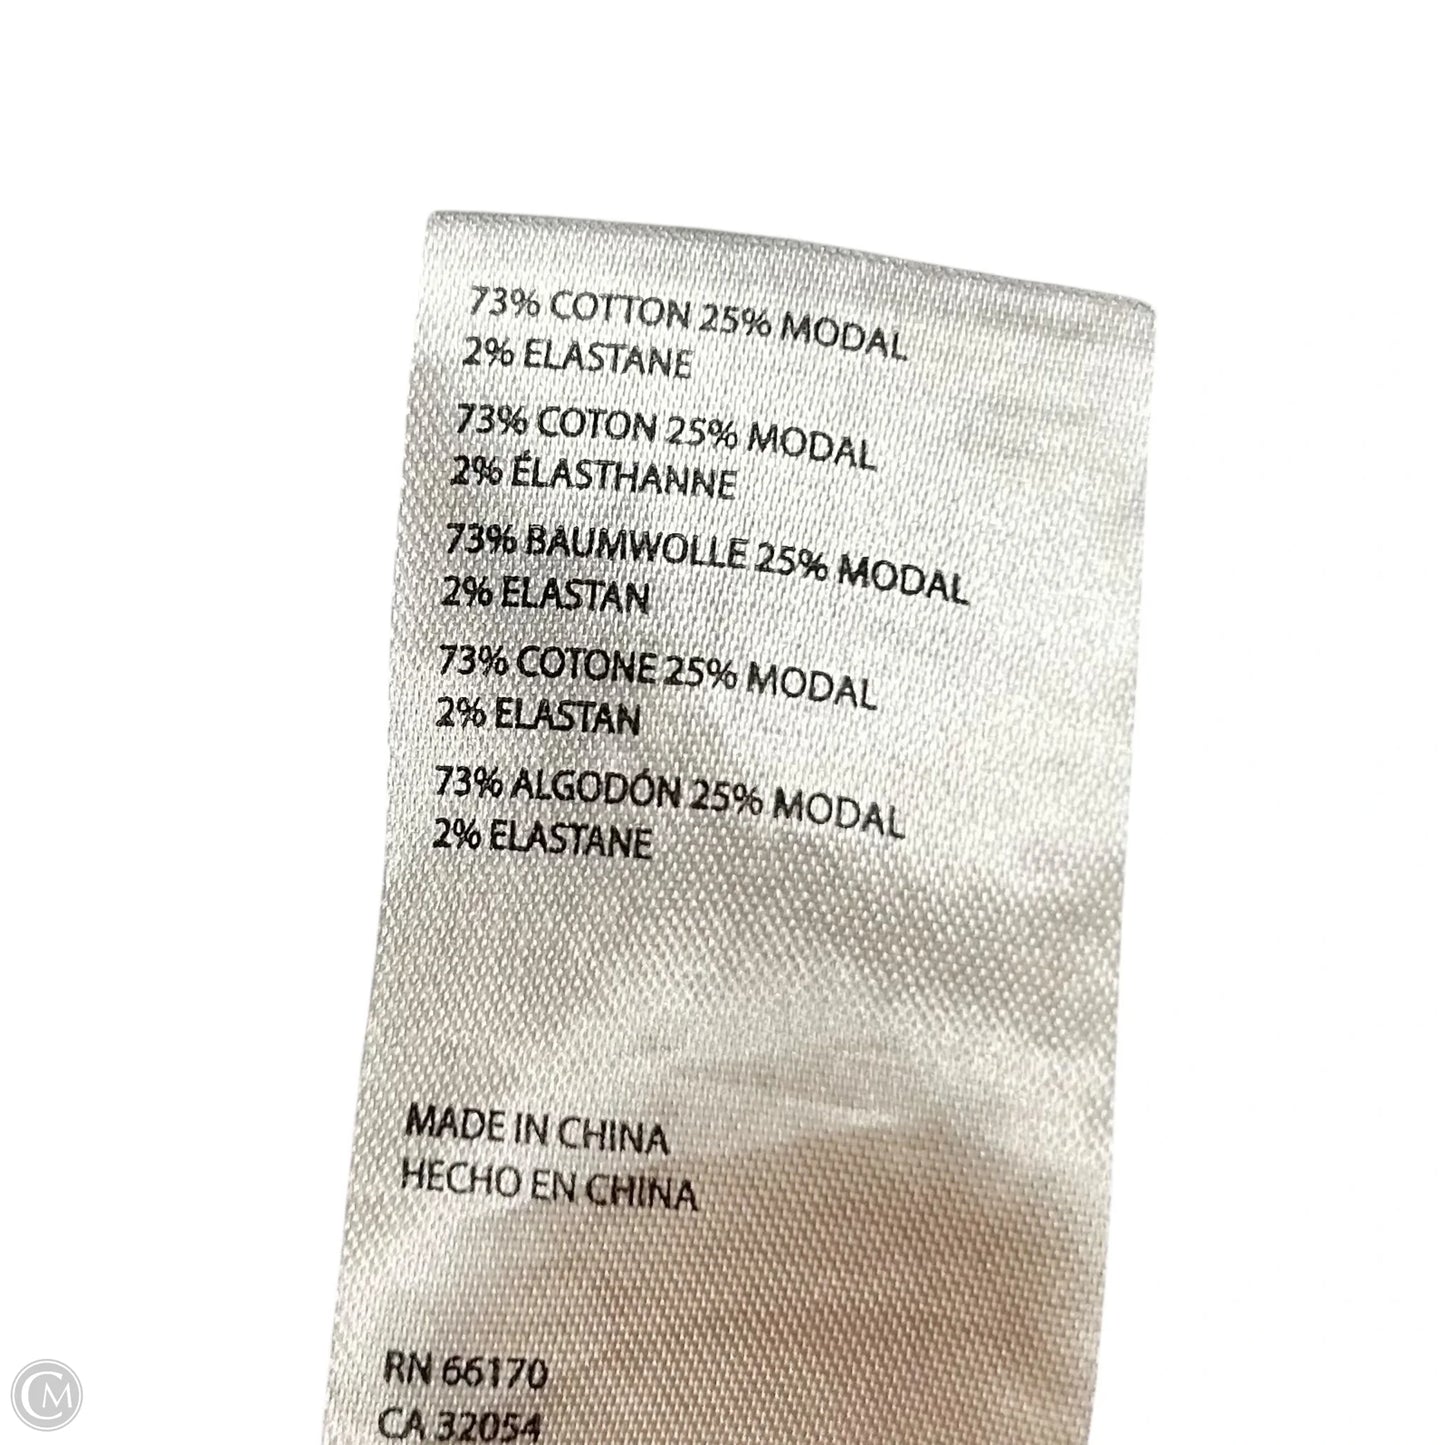 73% COTTON 25% MODAL
2% ELASTANE
73% COTON 25% MODAL
2% ÉLASTHANNE
73% BAUMWOLLE 25% MODAL
2% ELASTAN
73% COTONE 25% MODAL
2% ELASTAN
73% ALGODÓN 25% MODAL
2% ELASTANE
MADE IN CHINA
HECHO EN CHINA
RN 66170
CA 32054
CM